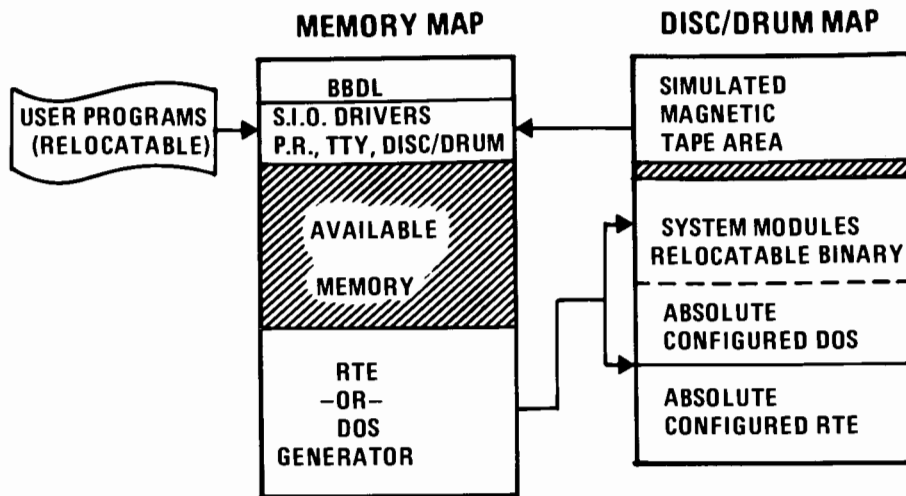 MEMORY MAP
DISC/DRUM MAP
USER PROGRAMS
(RELOCATABLE)
BBDL
S.I.O. DRIVERS
P.R., TTY, DISC/DRUM
AVAILABLE
MEMORY
RTE
–OR–
DOS
GENERATOR
SIMULATED
MAGNETIC
TAPE AREA
SYSTEM MODULES
RELOCATABLE BINARY
ABSOLUTE
CONFIGURED DOS
ABSOLUTE
CONFIGURED RTE